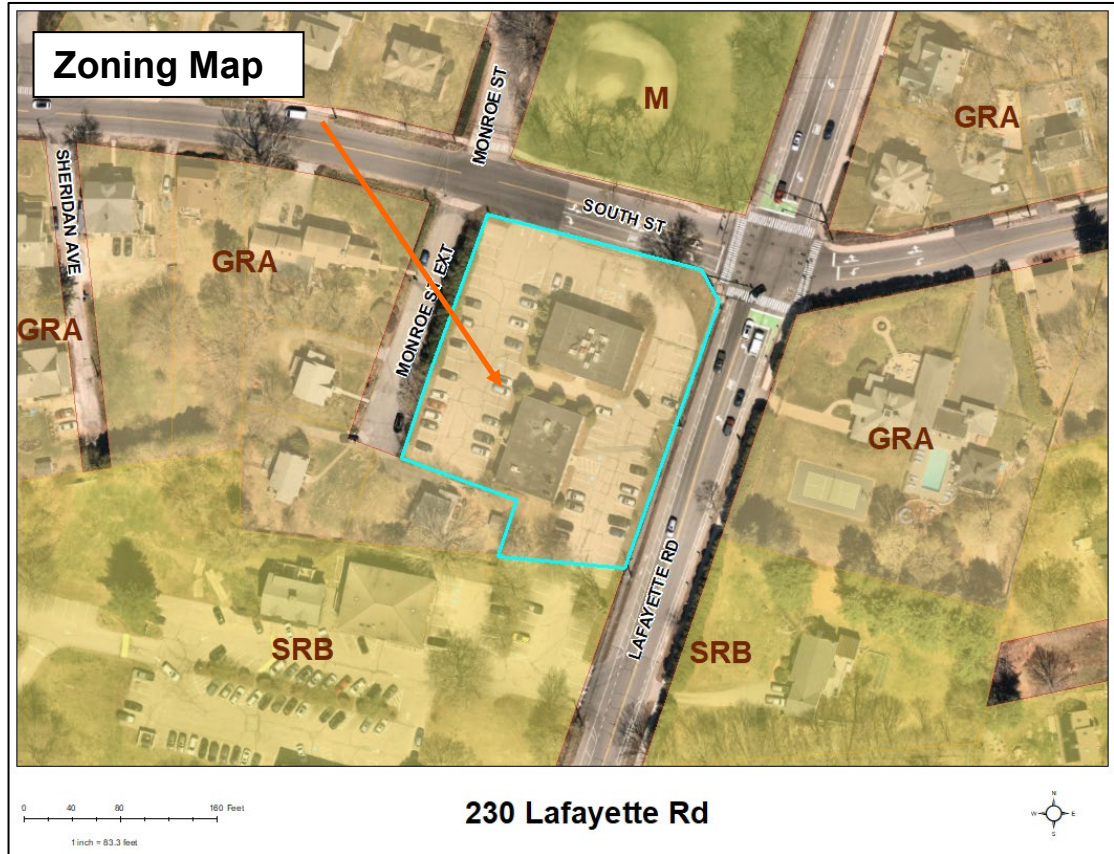 Zoning Map
M
GRA
MONROE ST
SHERIDAN AVE
SOUTH ST
GRA
MONROE ST EXT
GRA
GRA
LAFAYETTE RD
SRB
SRB
0 40 80 160 Feet
1 inch = 83.3 feet
230 Lafayette Rd
N
W E
S